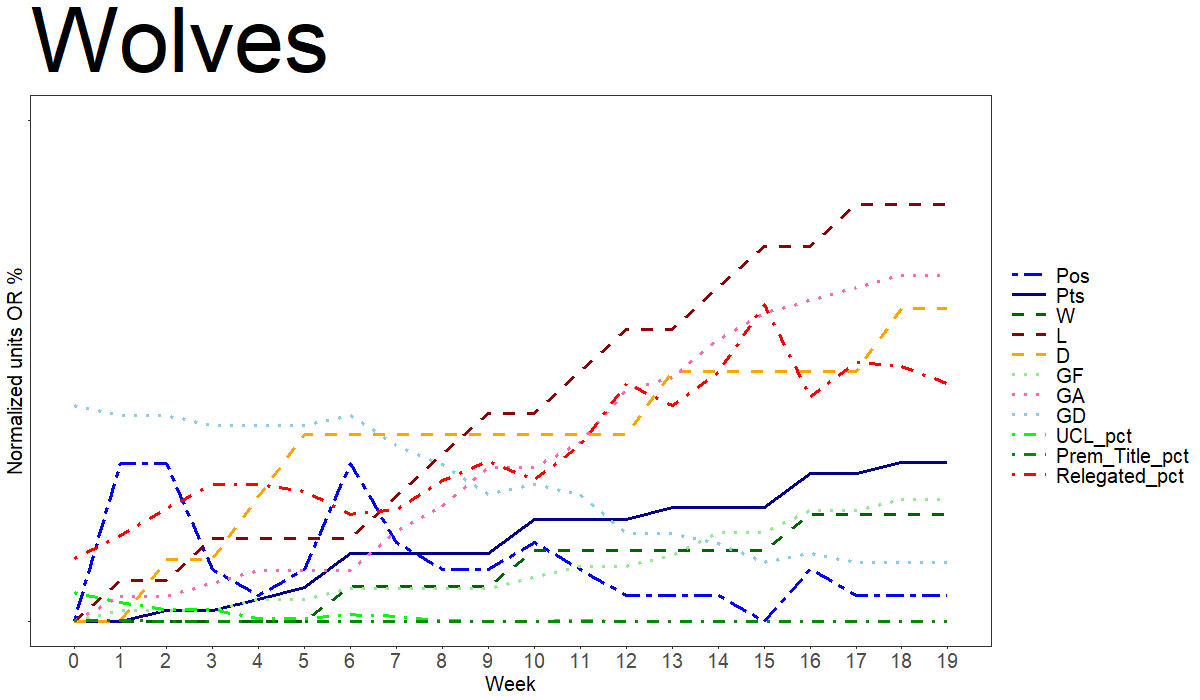 Wolves
Normalized units OR %
0 1 2 3 4 5 6 7 8 9 10 11 12 13 14 15 16 17 18 19
Week
Pos
Pts
W
L
D
GF
GA
GD
UCL_pct
Prem_Title_pct
Relegated_pct